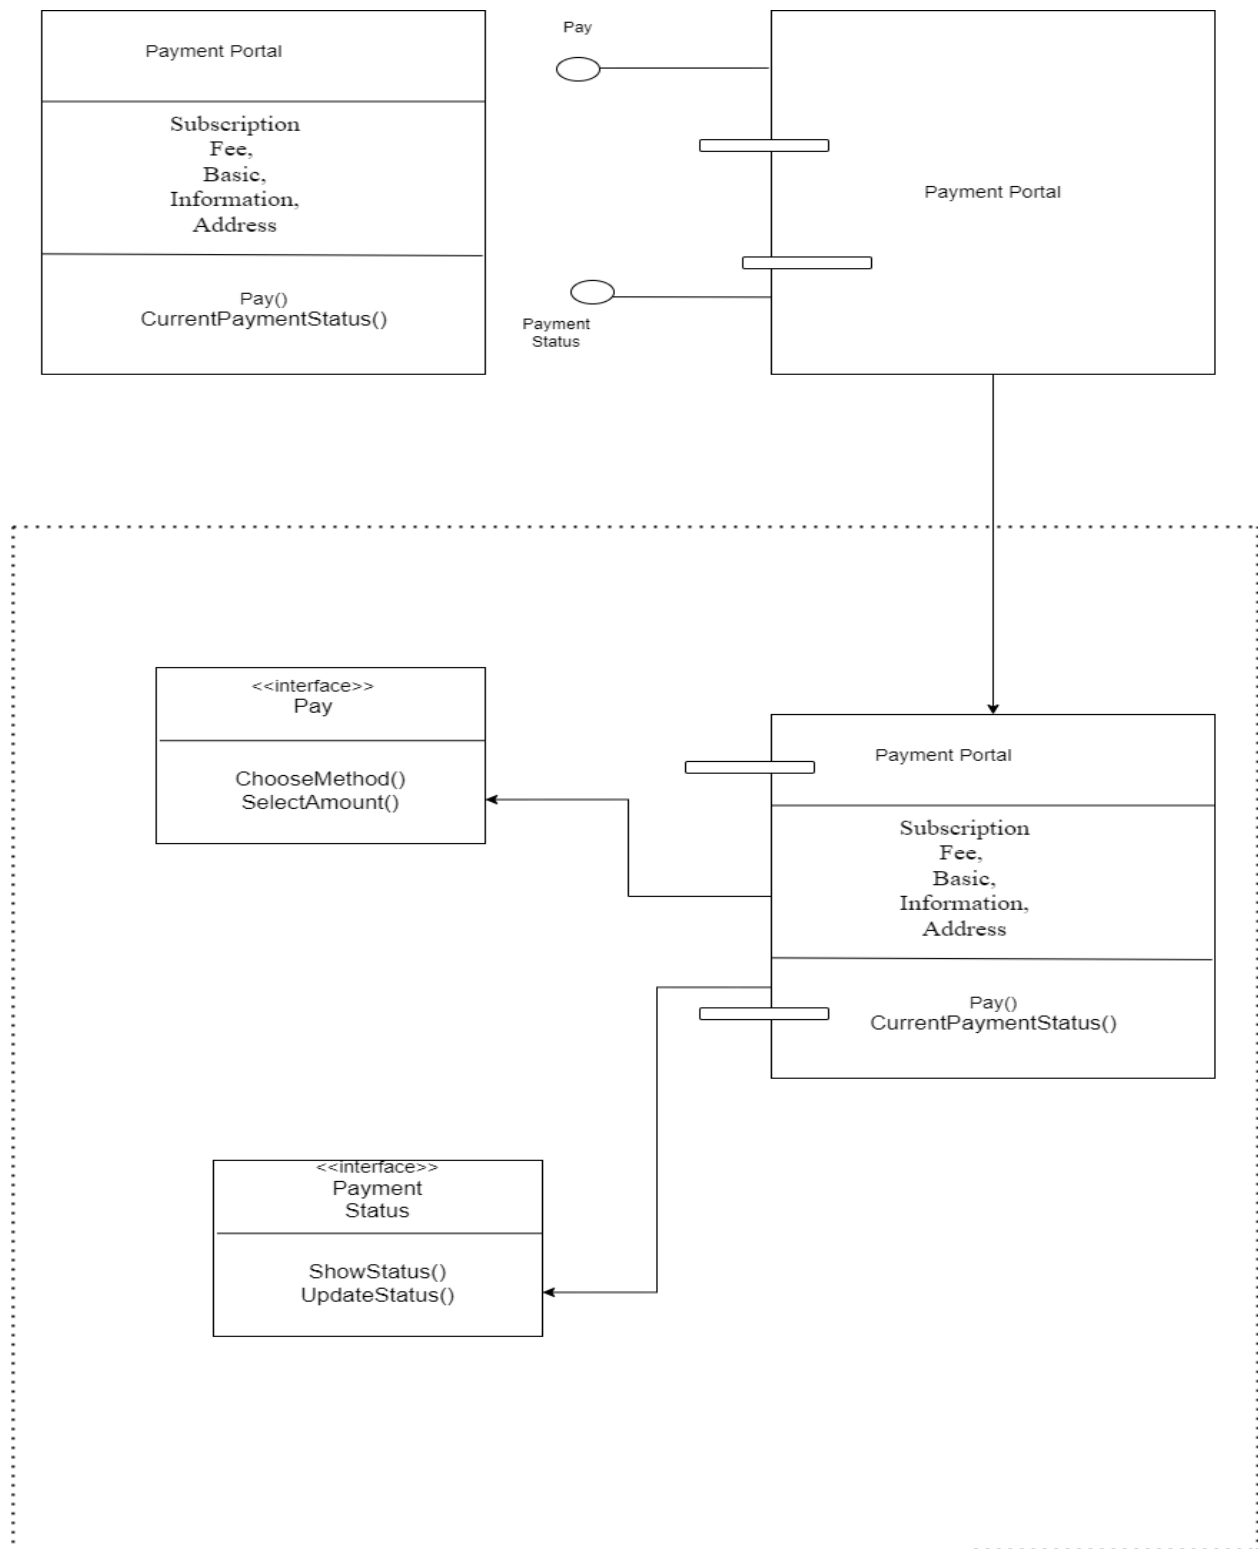 Payment Portal
Subscription
Fee,
Basic,
Information,
Address
Pay()
CurrentPaymentStatus()
Pay
Payment
Status
Payment Portal
<<interface>>
Pay
ChooseMethod()
SelectAmount()
Payment Portal
Subscription
Fee,
Basic,
Information,
Address
Pay()
CurrentPaymentStatus()
<<interface>>
Payment
Status
ShowStatus()
UpdateStatus()